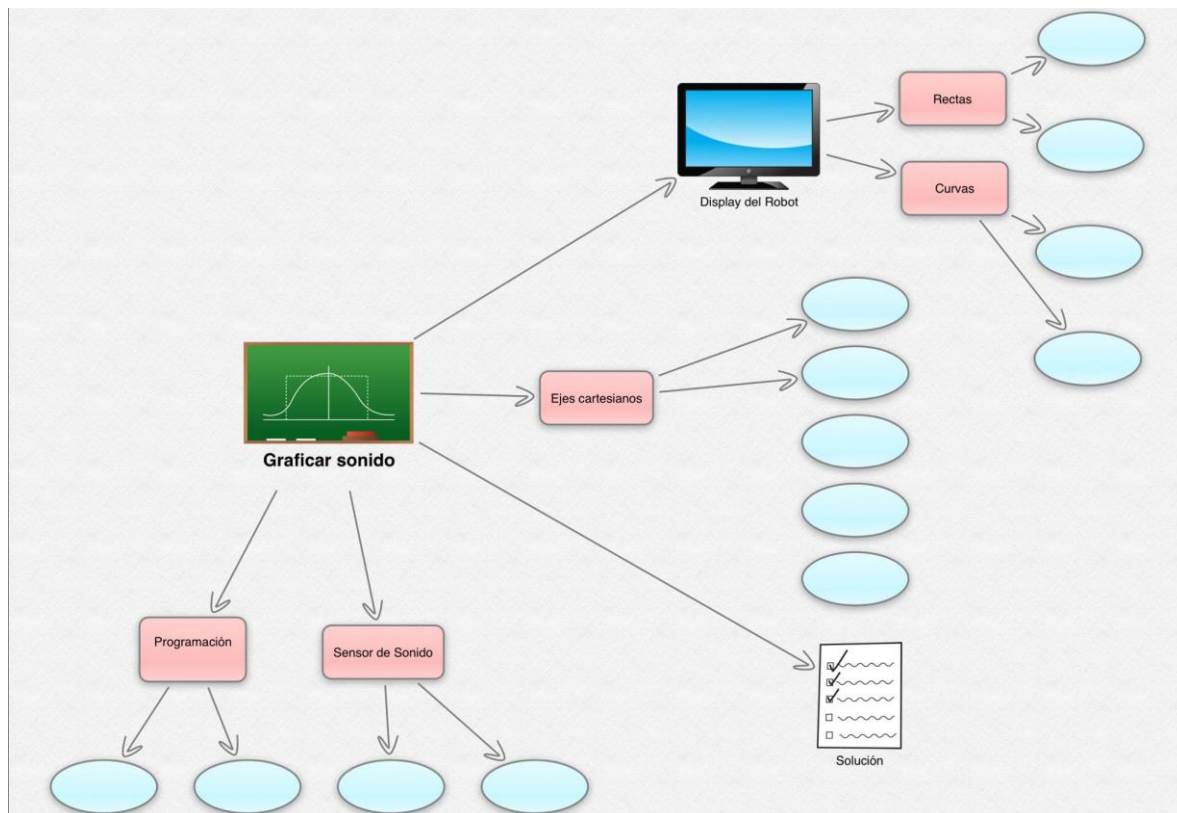 Rectas
Curvas
Display del Robot
Ejes cartesianos
Graficar sonido
Programación
Sensor de Sonido
Solución